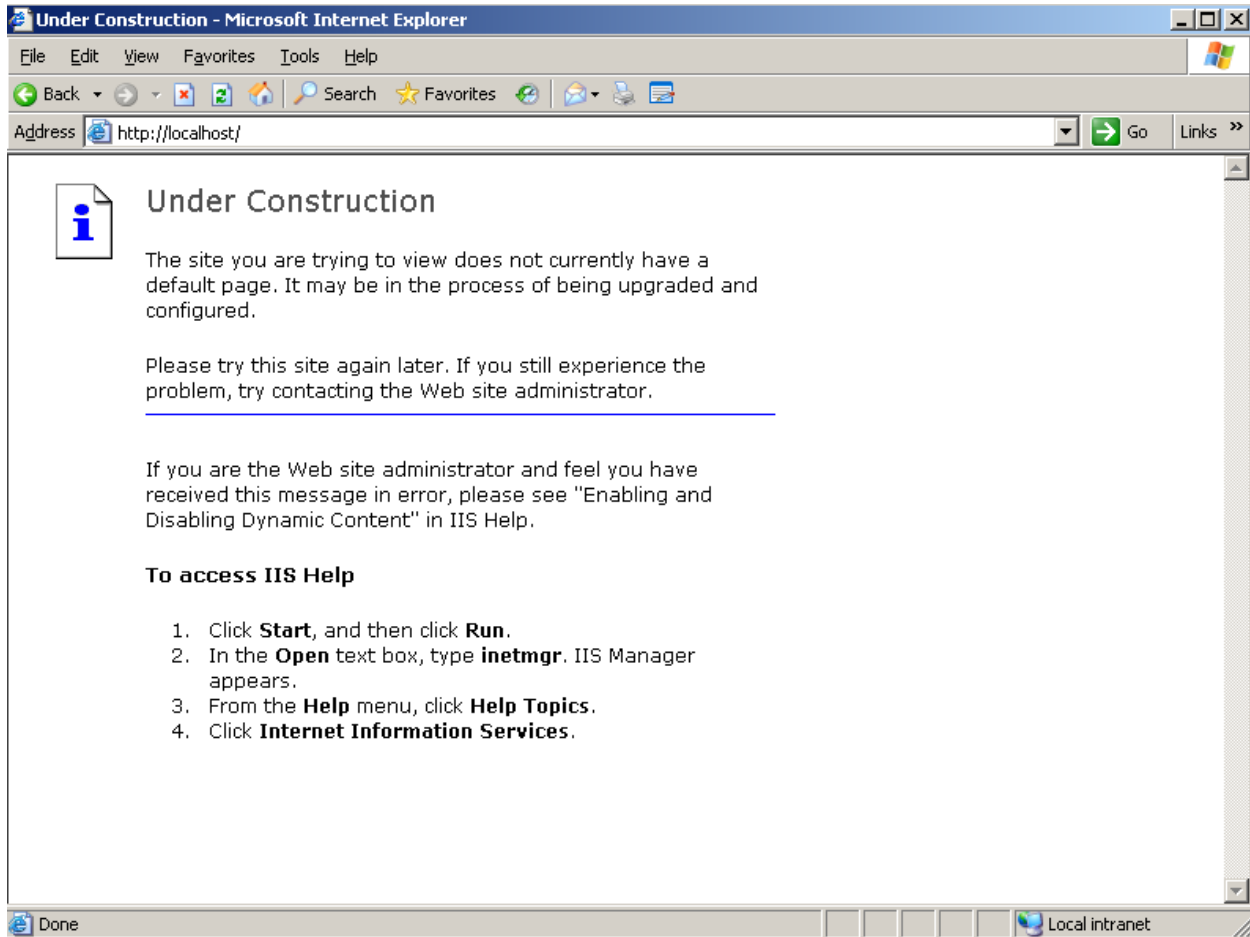 Under Construction - Microsoft Internet Explorer
File Edit View Favorites Tools Help
Back Search Favorites
Address http://localhost/ Go Links »
i
Under Construction
The site you are trying to view does not currently have a
default page. It may be in the process of being upgraded and
configured.
Please try this site again later. If you still experience the
problem, try contacting the Web site administrator.
If you are the Web site administrator and feel you have
received this message in error, please see "Enabling and
Disabling Dynamic Content" in IIS Help.
To access IIS Help
1. Click Start, and then click Run.
2. In the Open text box, type inetmgr. IIS Manager
appears.
3. From the Help menu, click Help Topics.
4. Click Internet Information Services.
Done Local intranet